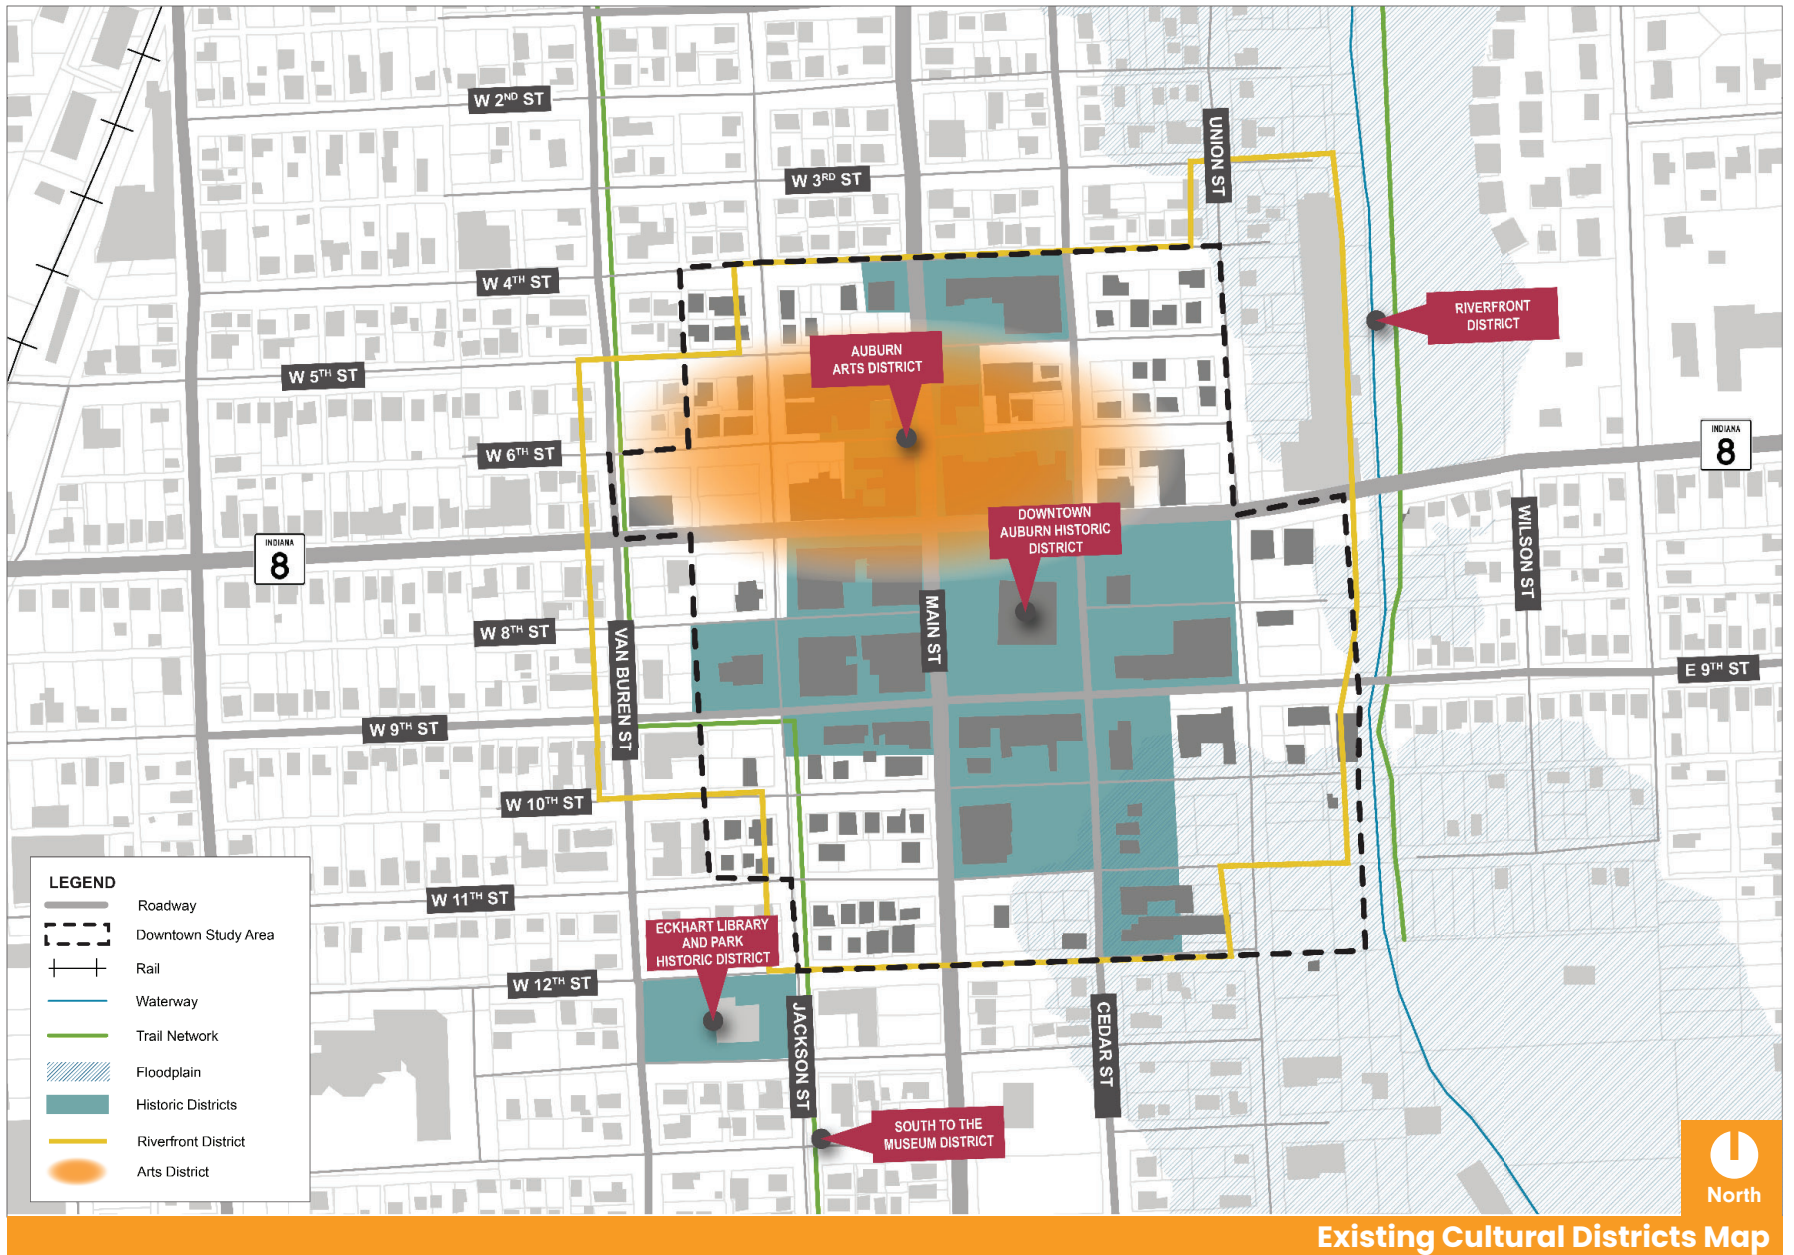 W 2ND ST
UNION ST
W 3RD ST
W 4TH ST
RIVERFRONT
DISTRICT
AUBURN
ARTS DISTRICT
W 5TH ST
INDIANA
8
W 6TH ST
DOWNTOWN
AUBURN HISTORIC
DISTRICT
WILSON ST
INDIANA
8
MAIN ST
W 8TH ST
VAN BUREN ST
E 9TH ST
W 9TH ST
W 10TH ST
W 11TH ST
ECKHART LIBRARY
AND PARK
HISTORIC DISTRICT
W 12TH ST
JACKSON ST
CEDAR ST
SOUTH TO THE
MUSEUM DISTRICT
LEGEND
Roadway
Downtown Study Area
Rail
Waterway
Trail Network
Floodplain
Historic Districts
Riverfront District
Arts District
North
Existing Cultural Districts Map